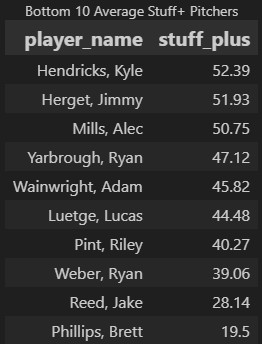 Bottom 10 Average Stuff+ Pitchers
player_name stuff_plus
Hendricks, Kyle 52.39
Herget, Jimmy 51.93
Mills, Alec 50.75
Yarbrough, Ryan 47.12
Wainwright, Adam 45.82
Luetge, Lucas 44.48
Pint, Riley 40.27
Weber, Ryan 39.06
Reed, Jake 28.14
Phillips, Brett 19.5